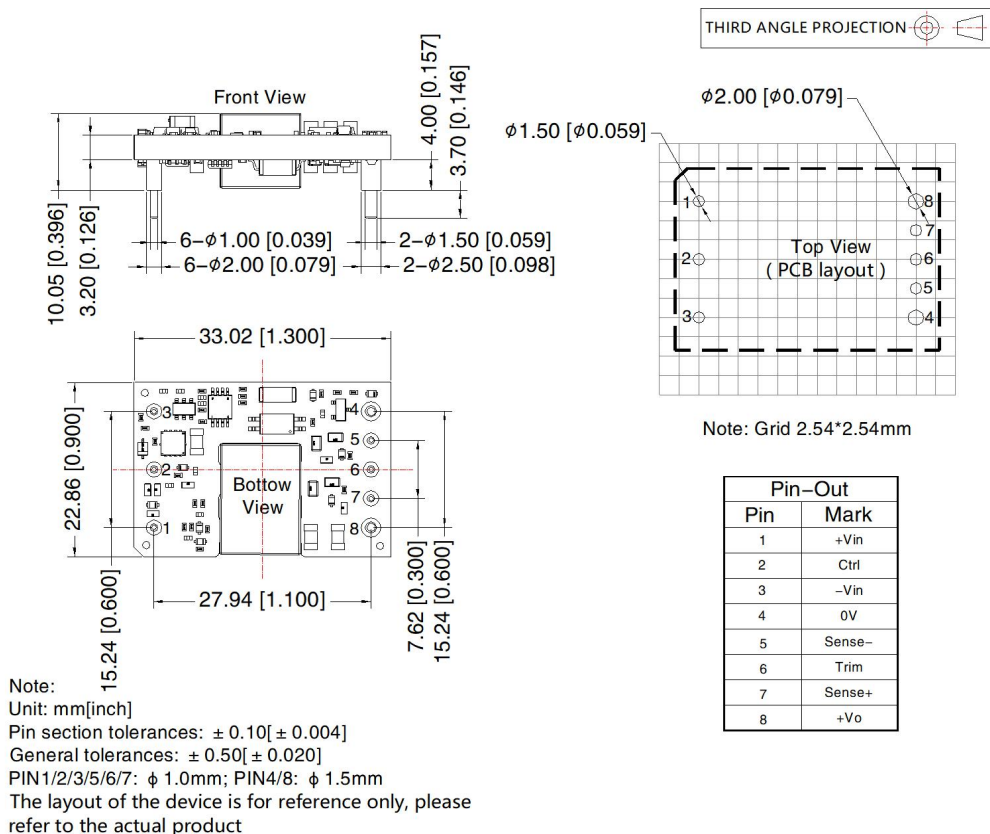 THIRD ANGLE PROJECTION
Front View
10.05 [0.396]
3.20 [0.126]
4.00 [0.157]
3.70 [0.146]
6–φ1.00 [0.039]
2–φ1.50 [0.059]
6–φ2.00 [0.079]
2–φ2.50 [0.098]
φ2.00 [φ0.079]
φ1.50 [φ0.059]
1
8
7
2
Top View
6
( PCB layout )
5
3
4
Note: Grid 2.54*2.54mm
33.02 [1.300]
22.86 [0.900]
15.24 [0.600]
3
4
5
2
6
Bottow
View
7
1
8
27.94 [1.100]
7.62 [0.300]
15.24 [0.600]
Pin–Out
Pin Mark
1 +Vin
2 Ctrl
3 –Vin
4 0V
5 Sense–
6 Trim
7 Sense+
8 +Vo
Note:
Unit: mm[inch]
Pin section tolerances: ± 0.10[ ± 0.004]
General tolerances: ± 0.50[ ± 0.020]
PIN1/2/3/5/6/7: φ 1.0mm; PIN4/8: φ 1.5mm
The layout of the device is for reference only, please
refer to the actual product